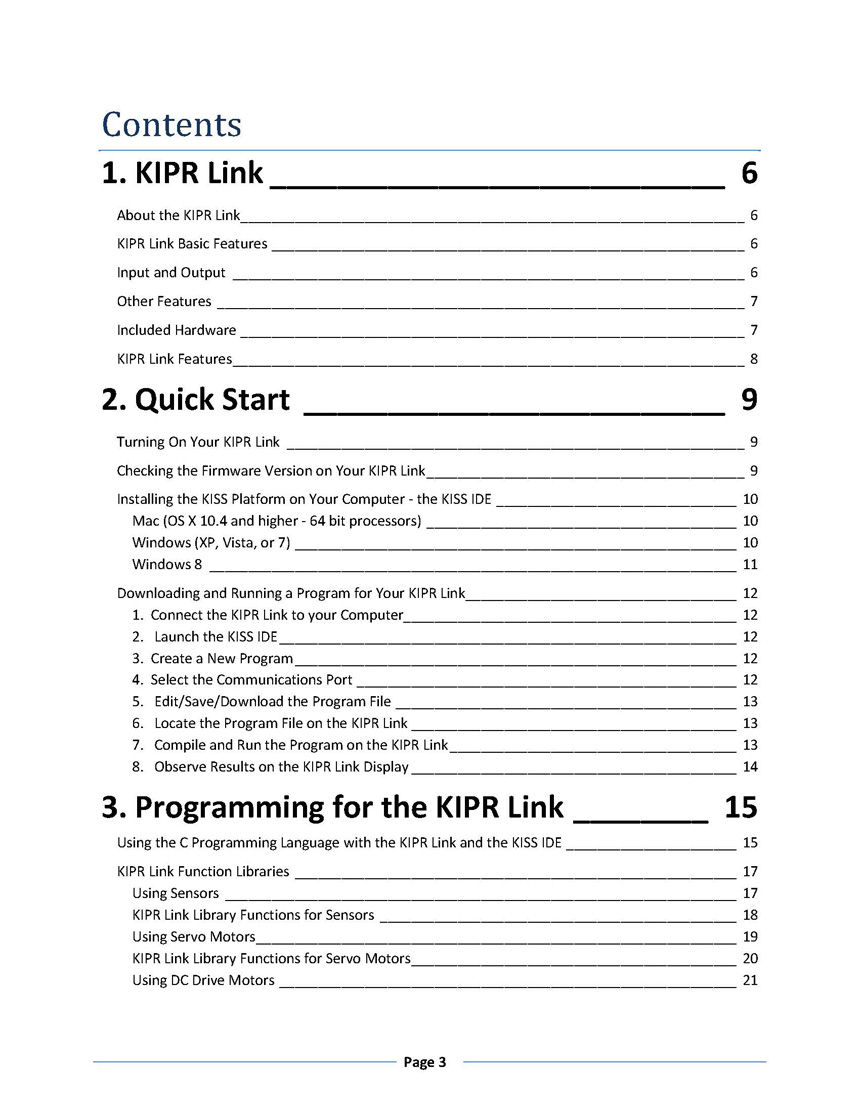 Contents
1. KIPR Link ___________________________ 6
About the KIPR Link 6
KIPR Link Basic Features 6
Input and Output 6
Other Features 7
Included Hardware 7
KIPR Link Features 8
2. Quick Start _________________________ 9
Turning On Your KIPR Link 9
Checking the Firmware Version on Your KIPR Link 9
Installing the KISS Platform on Your Computer - the KISS IDE 10
Mac (OS X 10.4 and higher - 64 bit processors) 10
Windows (XP, Vista, or 7) 10
Windows 8 11
Downloading and Running a Program for Your KIPR Link 12
1. Connect the KIPR Link to your Computer 12
2. Launch the KISS IDE 12
3. Create a New Program 12
4. Select the Communications Port 12
5. Edit/Save/Download the Program File 13
6. Locate the Program File on the KIPR Link 13
7. Compile and Run the Program on the KIPR Link 13
8. Observe Results on the KIPR Link Display 14
3. Programming for the KIPR Link ________ 15
Using the C Programming Language with the KIPR Link and the KISS IDE 15
KIPR Link Function Libraries 17
Using Sensors 17
KIPR Link Library Functions for Sensors 18
Using Servo Motors 19
KIPR Link Library Functions for Servo Motors 20
Using DC Drive Motors 21
Page 3